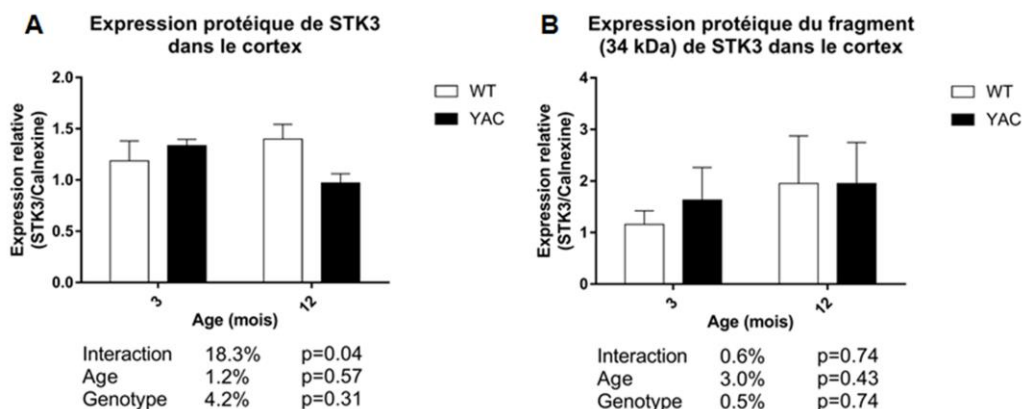 A
Expression protéique de STK3
dans le cortex
Expression relative
(STK3/Calnexine)
2.0
1.5
1.0
0.5
0.0
3
12
Age (mois)
WT
YAC
Interaction 18.3% p=0.04
Age 1.2% p=0.57
Genotype 4.2% p=0.31
B
Expression protéique du fragment
(34 kDa) de STK3 dans le cortex
Expression relative
(STK3/Calnexine)
4
3
2
1
0
3
12
Age (mois)
WT
YAC
Interaction 0.6% p=0.74
Age 3.0% p=0.43
Genotype 0.5% p=0.74